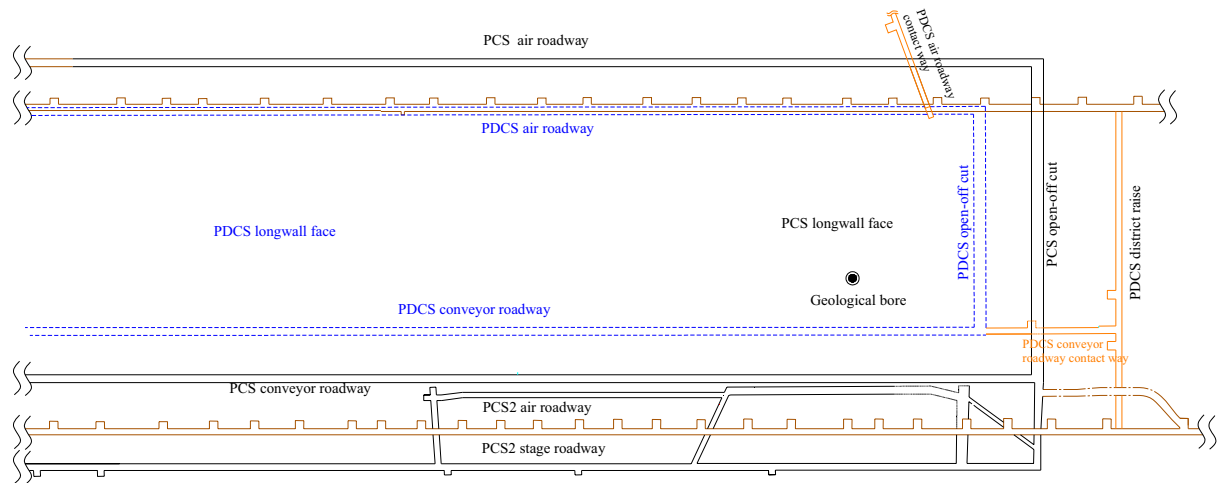 PCS air roadway
PDCS air roadway
contact way
PDCS air roadway
PDCS longwall face
PCS longwall face
PDCS open-off cut
PCS open-off cut
PDCS district raise
Geological bore
PDCS conveyor roadway
PDCS conveyor
roadway contact way
PCS conveyor roadway
PCS2 air roadway
PCS2 stage roadway